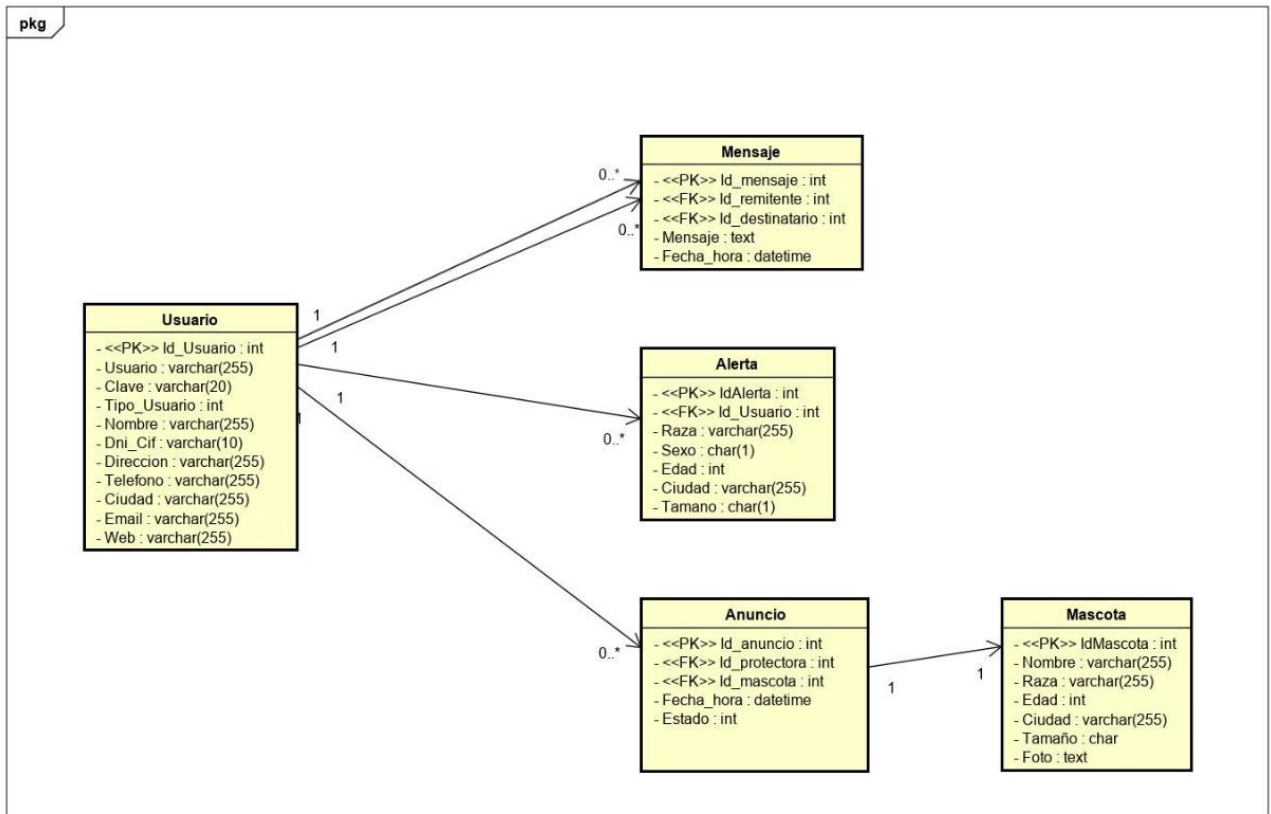 pkg
Mensaje
- <<PK>> Id_mensaje : int
- <<FK>> Id_remitente : int
- <<FK>> Id_destinatario : int
- Mensaje : text
- Fecha_hora : datetime
0..*
0..*
1
1
Usuario
- <<PK>> Id_Usuario : int
- Usuario : varchar(255)
- Clave : varchar(20)
- Tipo_Usuario : int
- Nombre : varchar(255)
- Dni_Cif : varchar(10)
- Direccion : varchar(255)
- Telefono : varchar(255)
- Ciudad : varchar(255)
- Email : varchar(255)
- Web : varchar(255)
1
1
0..*
Alerta
- <<PK>> IdAlerta : int
- <<FK>> Id_Usuario : int
- Raza : varchar(255)
- Sexo : char(1)
- Edad : int
- Ciudad : varchar(255)
- Tamano : char(1)
0..*
Anuncio
- <<PK>> Id_anuncio : int
- <<FK>> Id_protectora : int
- <<FK>> Id_mascota : int
- Fecha_hora : datetime
- Estado : int
1
1
Mascota
- <<PK>> IdMascota : int
- Nombre : varchar(255)
- Raza : varchar(255)
- Edad : int
- Ciudad : varchar(255)
- Tamaño : char
- Foto : text